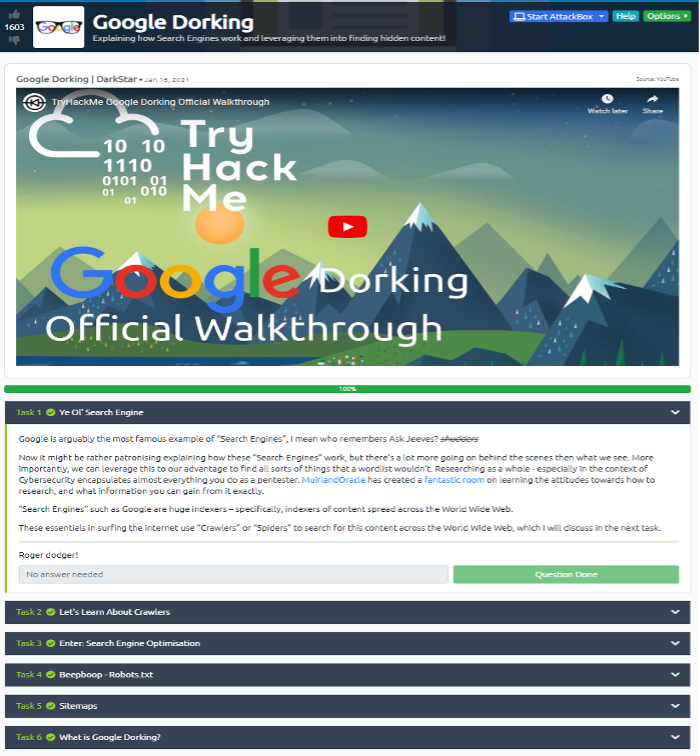 1603
Google
Google Dorking
Explaining how Search Engines work and leveraging them into finding hidden content!
Start AttackBox
Help
Options
Google Dorking | DarkStar • Jan 16, 2021
Source: YouTube
TryHackMe Google Dorking Official Walkthrough
Watch later
Share
10 10
1110
0101 01
01 010
01
Try
Hack
Me
Google Dorking
Official Walkthrough
100%
Task 1 Ye Ol' Search Engine
Google is arguably the most famous example of "Search Engines", I mean who remembers Ask Jeeves? shudders
Now it might be rather patronising explaining how these "Search Engines" work, but there's a lot more going on behind the scenes then what we see. More
Importantly, we can leverage this to our advantage to find all sorts of things that a wordlist wouldn't. Researching as a whole - especially in the context of
Cybersecurity encapsulates almost everything you do as a pentester. MuirlandOracle has created a fantastic room on learning the attitudes towards how to
research, and what information you can gain from it exactly.
"Search Engines" such as Google are huge indexers – specifically, indexers of content spread across the World Wide Web.
These essentials in surfing the internet use "Crawlers" or "Spiders" to search for this content across the World Wide Web, which I will discuss in the next task.
Roger dodger!
No answer needed
Question Done
Task 2 Let's Learn About Crawlers
Task 3 Enter: Search Engine Optimisation
Task 4 Beepboop - Robots.txt
Task 5 Sitemaps
Task 6 What is Google Dorking?